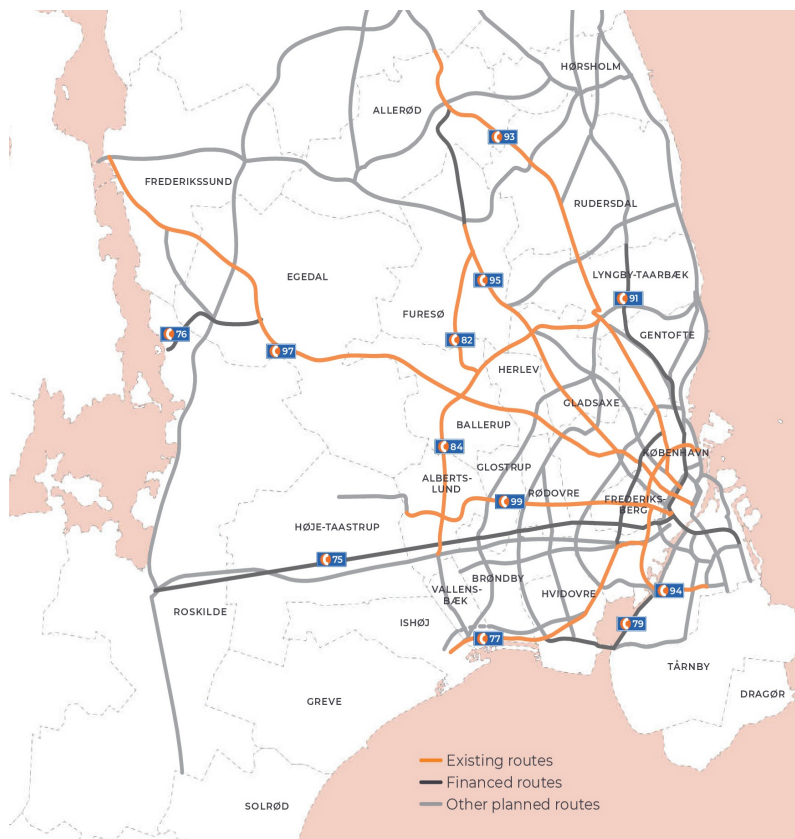 HØRSHOLM
ALLERØD
93
FREDERIKSSUND
RUDERSDAL
EGEDAL
LYNGBY-TAARBÆK
95
91
FURESØ
76
82
GENTOFTE
97
HERLEV
GLADSAXE
BALLERUP
84
KØBENHAVN
GLOSTRUP
ALBERTS-
LUND
RØDOVRE
FREDERIKS-
BERG
99
HØJE-TAASTRUP
75
BRØNDBY
VALLENS-
BÆK
HVIDOVRE
94
ROSKILDE
ISHØJ
79
77
TÅRNBY
DRAGØR
GREVE
Existing routes
Financed routes
Other planned routes
SOLRØD